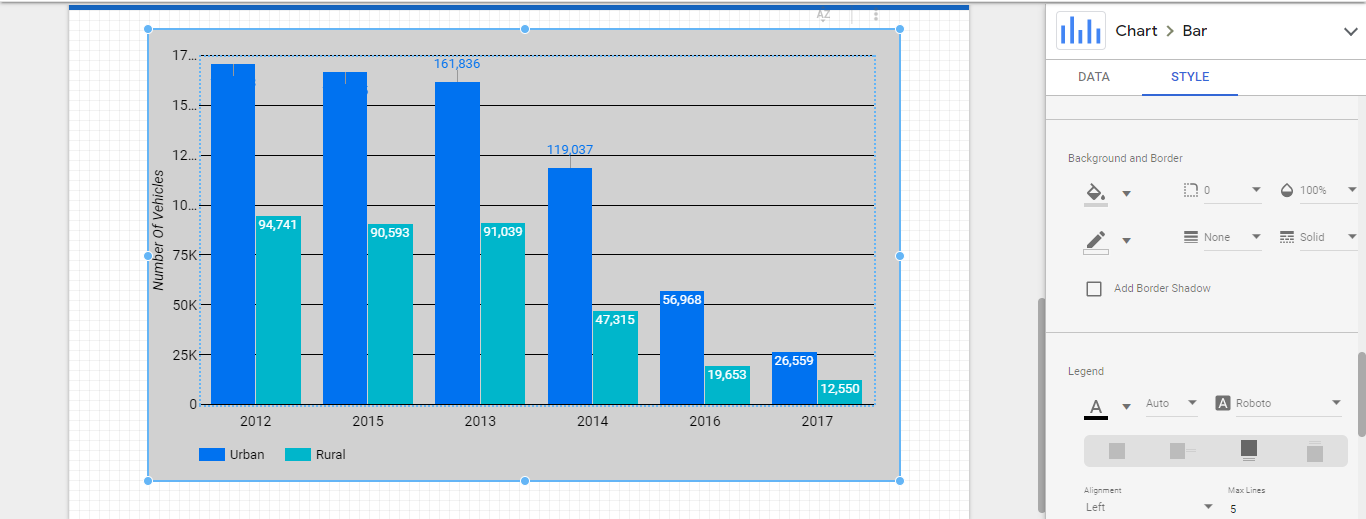 AZ
Chart > Bar
DATA STYLE
17...
161,836
15...
12...
119,037
Number Of Vehicles
10...
94,741
90,593
91,039
75K
50K
56,968
47,315
25K
26,559
19,653
12,550
0
2012 2015 2013 2014 2016 2017
Urban Rural
Background and Border
0 100%
None Solid
Add Border Shadow
Legend
A Auto A Roboto
Alignment Max Lines
Left 5